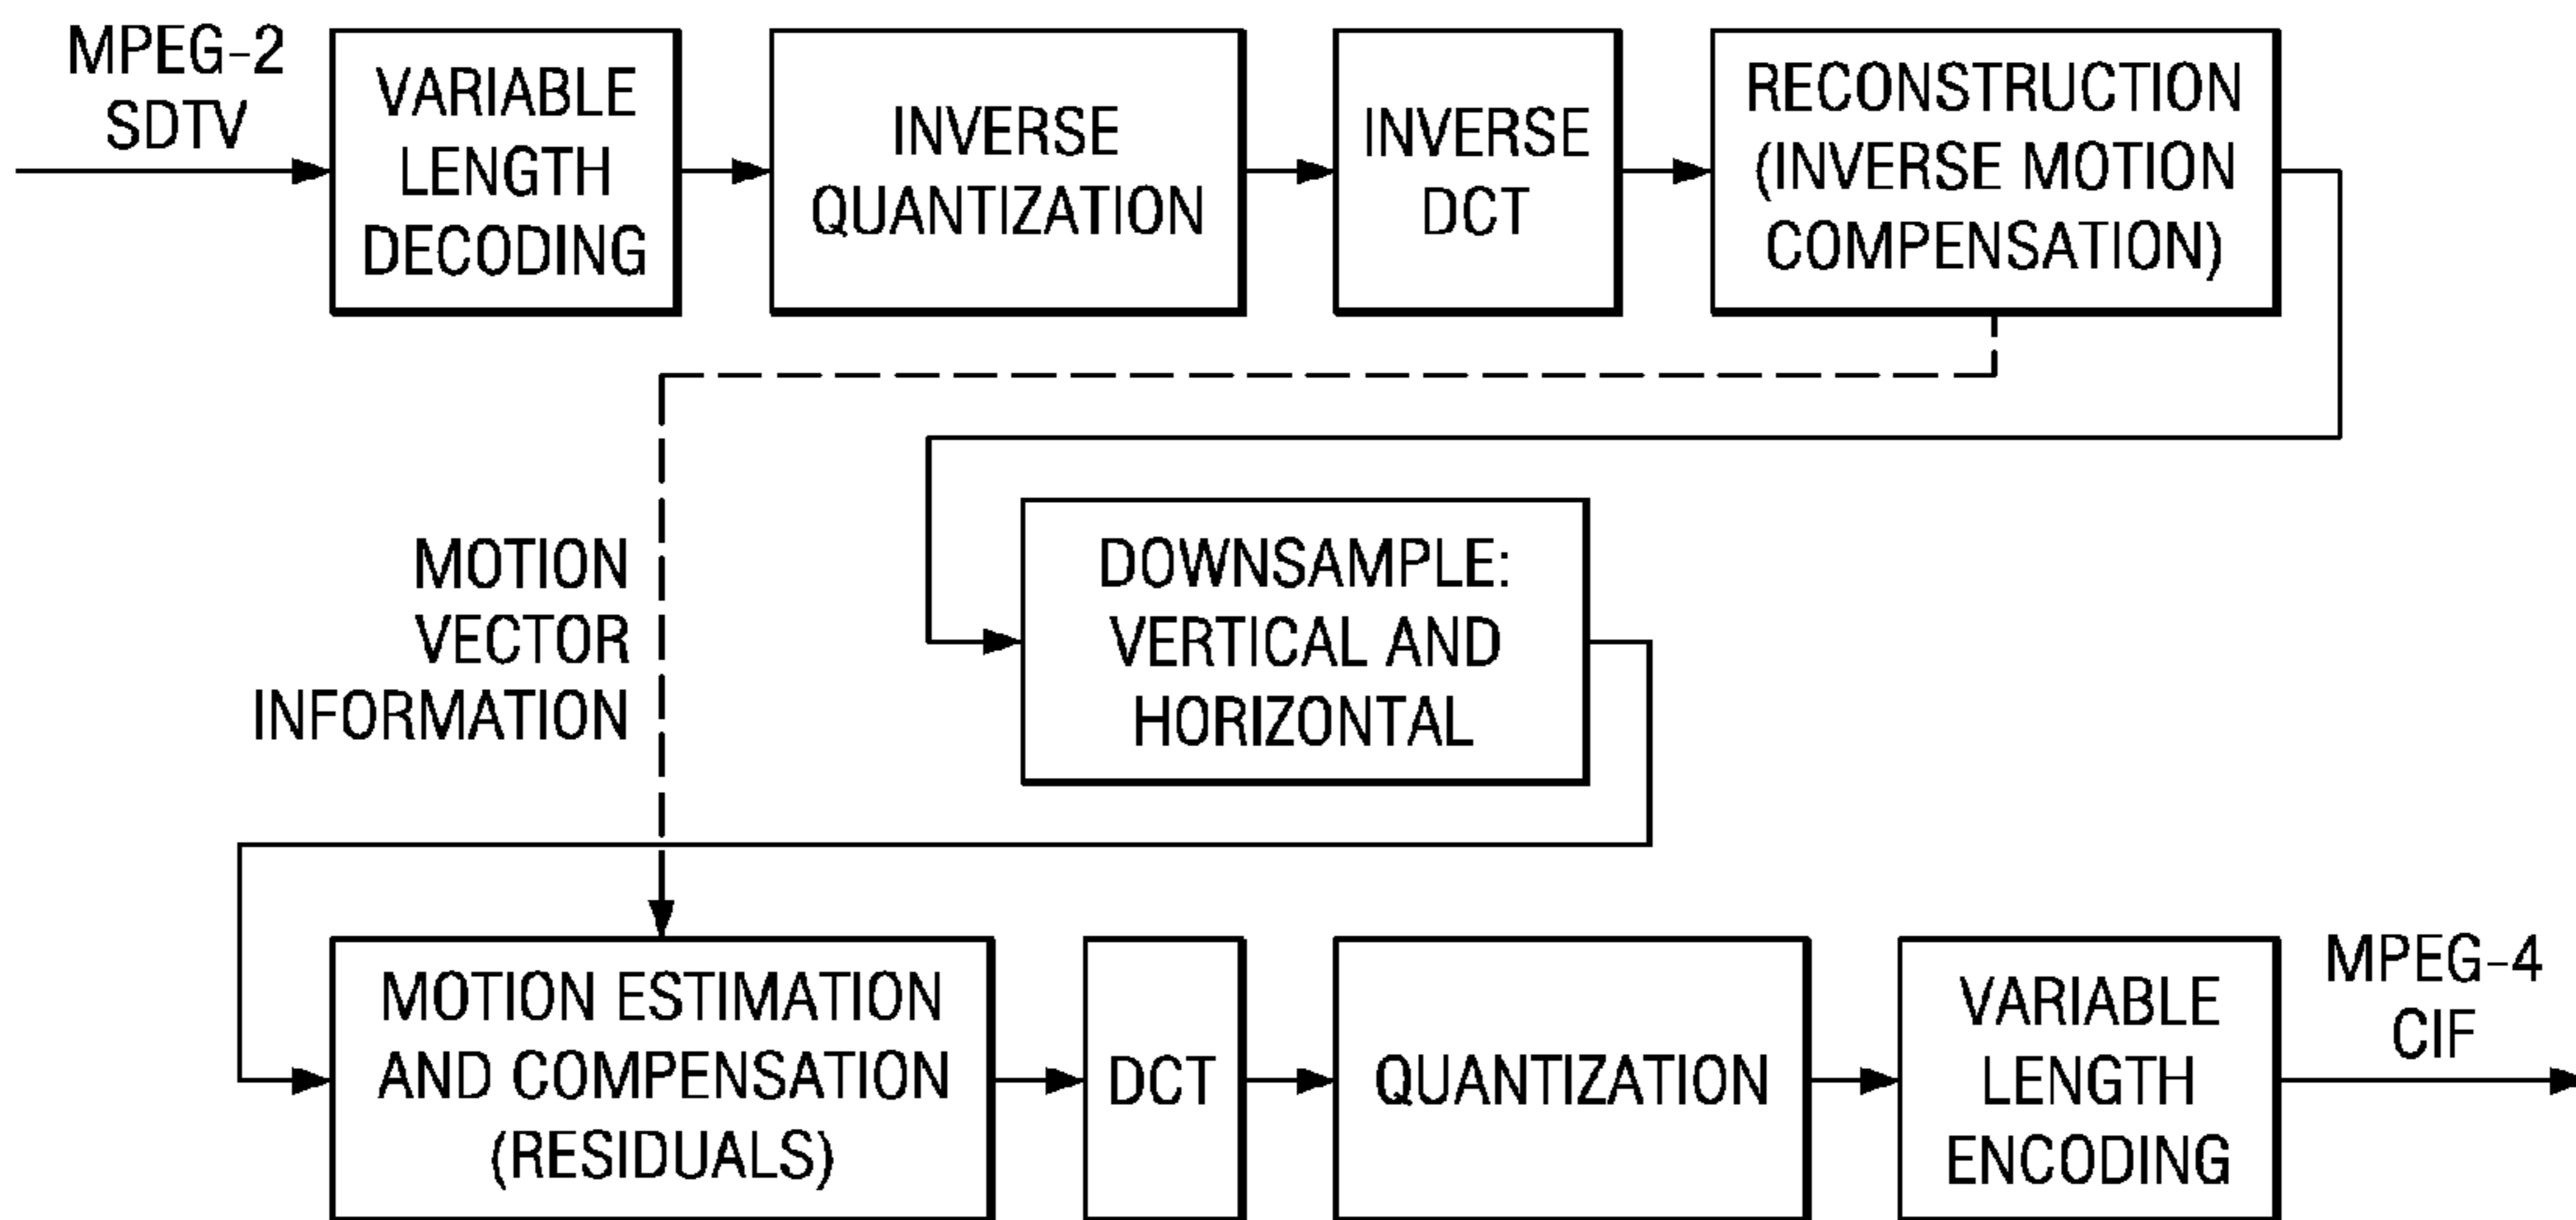 MPEG-2
SDTV
VARIABLE
LENGTH
DECODING
INVERSE
QUANTIZATION
INVERSE
DCT
RECONSTRUCTION
(INVERSE MOTION
COMPENSATION)
MOTION
VECTOR
INFORMATION
DOWNSAMPLE:
VERTICAL AND
HORIZONTAL
MOTION ESTIMATION
AND COMPENSATION
(RESIDUALS)
DCT
QUANTIZATION
VARIABLE
LENGTH
ENCODING
MPEG-4
CIF